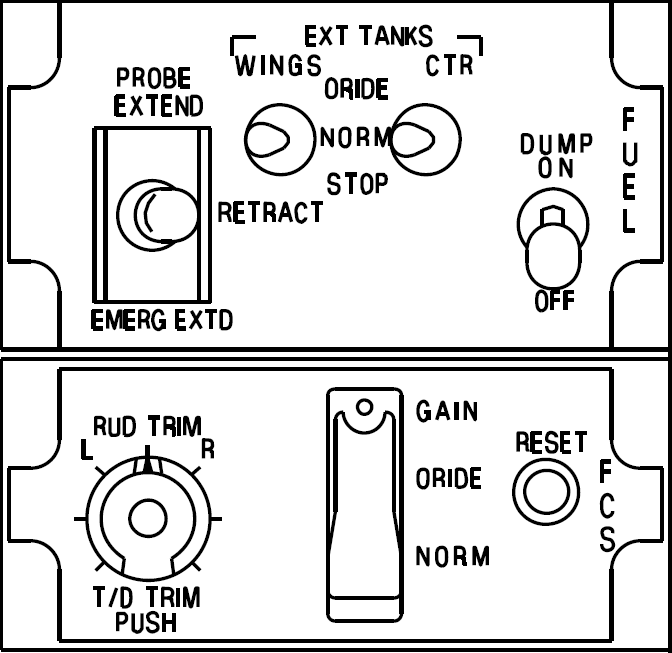 EXT TANKS
WINGS CTR
PROBE
EXTEND
ORIDE
NORM
STOP
RETRACT
EMERG EXTD
DUMP
ON
OFF
FUEL
RUD TRIM
L R
T/D TRIM
PUSH
GAIN
ORIDE
NORM
RESET
FCS